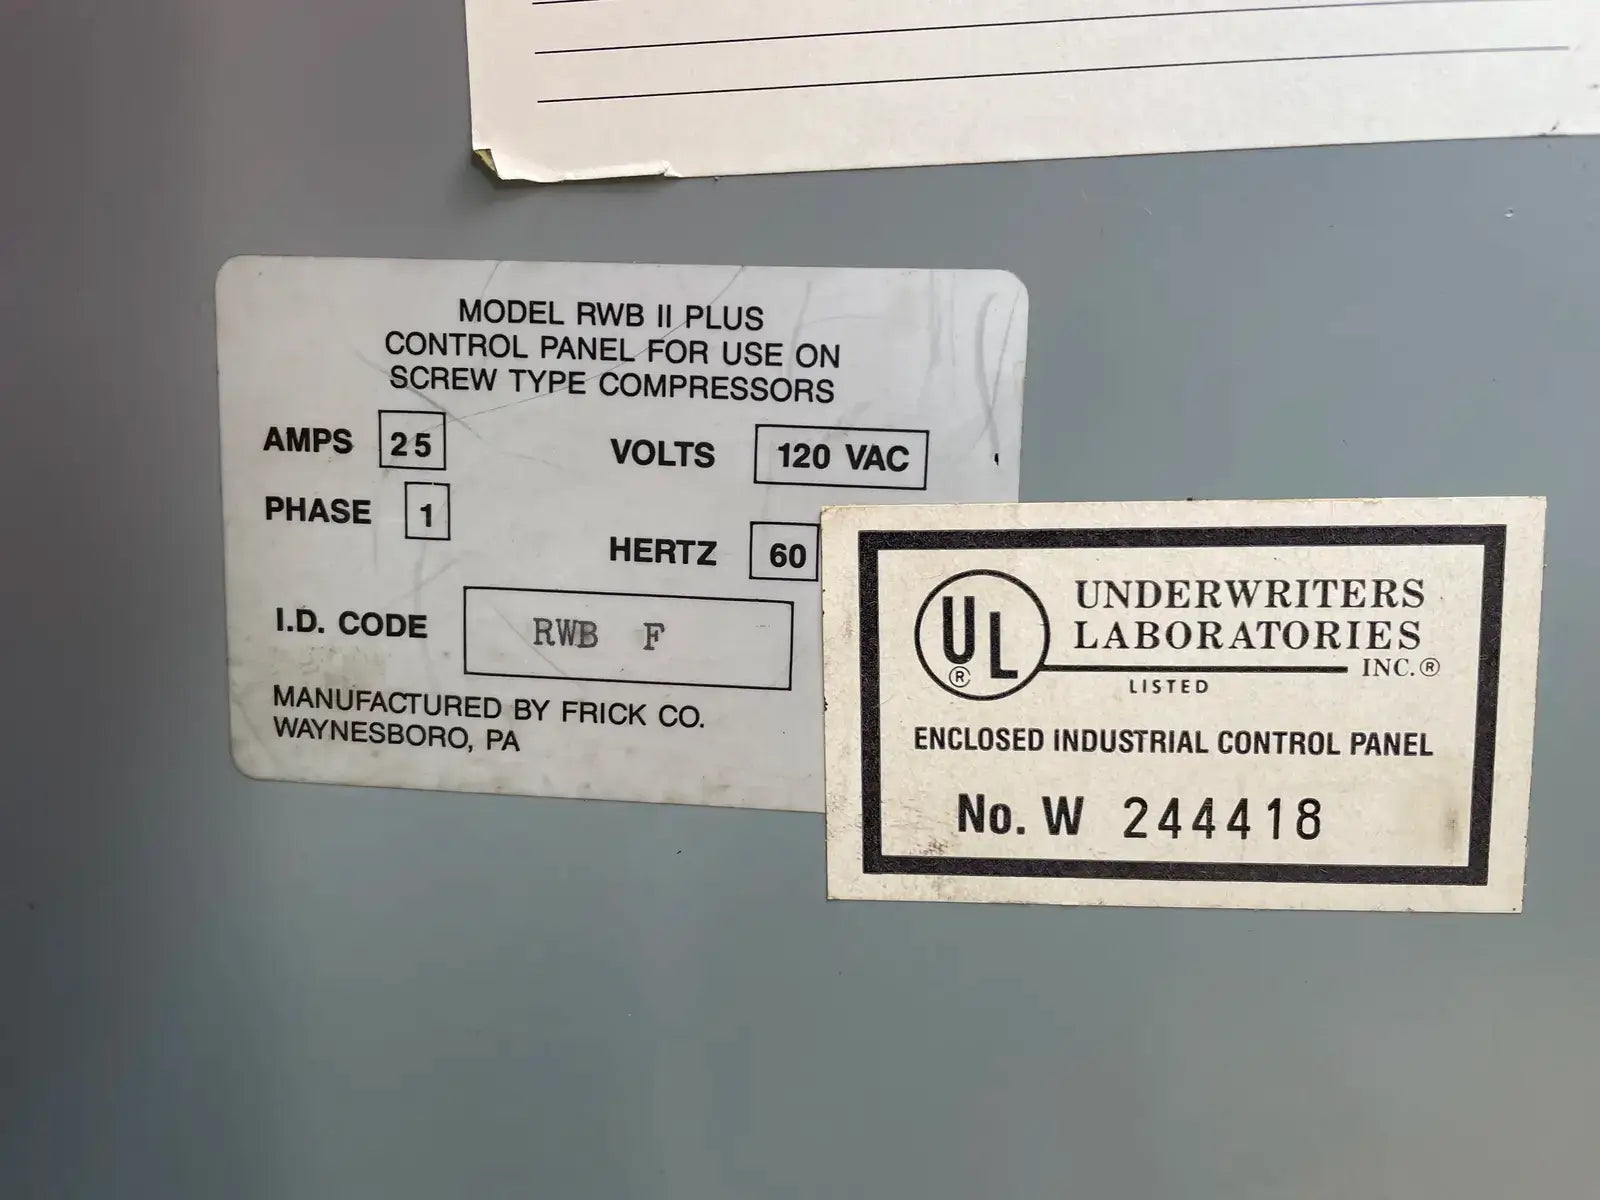 MODEL RWB II PLUS
CONTROL PANEL FOR USE ON
SCREW TYPE COMPRESSORS
AMPS 25 VOLTS 120 VAC
PHASE 1 HERTZ 60
I.D. CODE RWB F
MANUFACTURED BY FRICK CO.
WAYNESBORO, PA
UL® UNDERWRITERS
LABORATORIES
INC.®
LISTED
ENCLOSED INDUSTRIAL CONTROL PANEL
No. W 244418